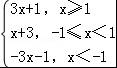 3x+1, x≥1
x+3, -1≤x<1
-3x-1, x<-1